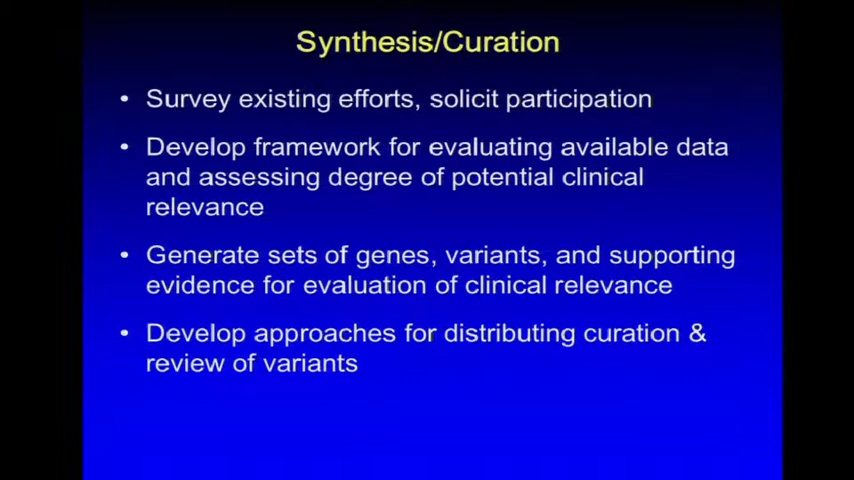 Synthesis/Curation
• Survey existing efforts, solicit participation
• Develop framework for evaluating available data
and assessing degree of potential clinical
relevance
• Generate sets of genes, variants, and supporting
evidence for evaluation of clinical relevance
• Develop approaches for distributing curation &
review of variants